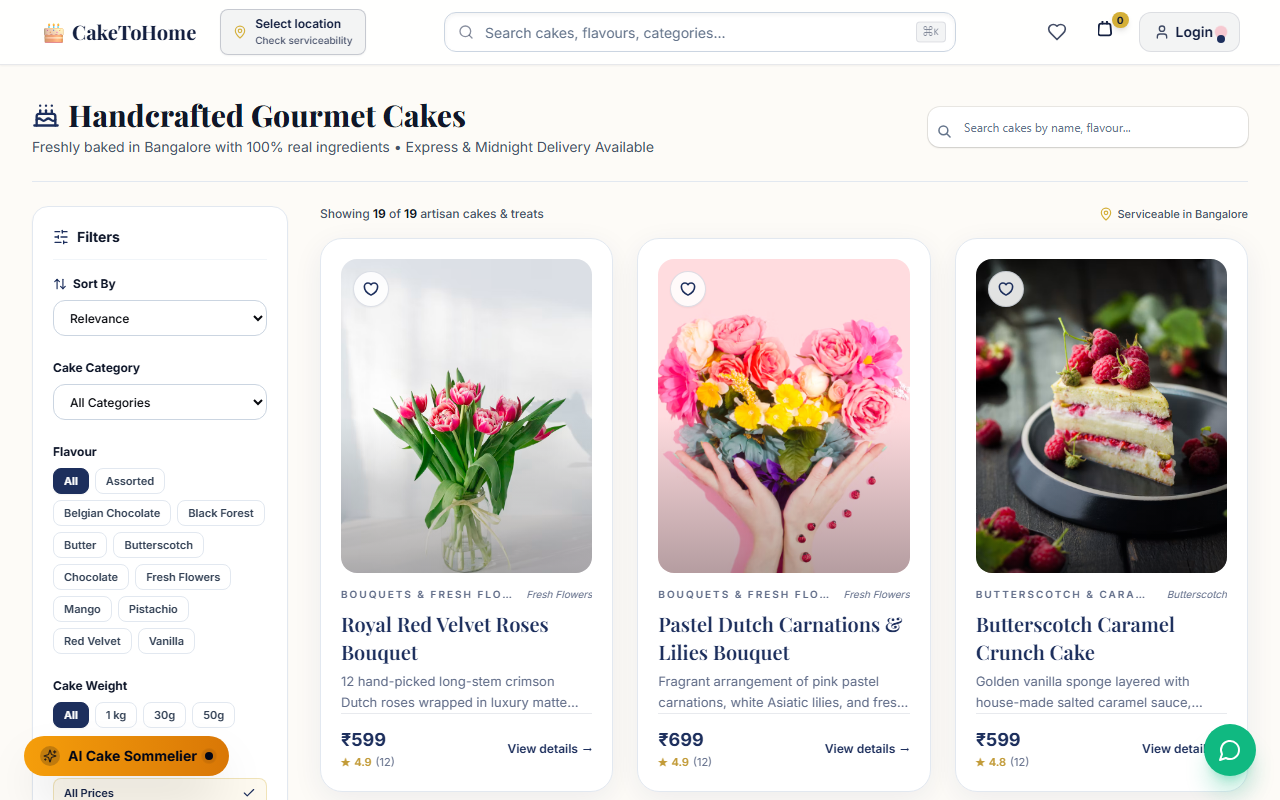 CakeToHome
Select location
Check serviceability
Search cakes, flavours, categories...
⌘K
0
Login
Handcrafted Gourmet Cakes
Freshly baked in Bangalore with 100% real ingredients • Express & Midnight Delivery Available
Search cakes by name, flavour...
Filters
Sort By
Relevance
Cake Category
All Categories
Flavour
All
Assorted
Belgian Chocolate
Black Forest
Butter
Butterscotch
Chocolate
Fresh Flowers
Mango
Pistachio
Red Velvet
Vanilla
Cake Weight
All
1 kg
30g
50g
AI Cake Sommelier
All Prices
Showing 19 of 19 artisan cakes & treats
Serviceable in Bangalore
BOUQUETS & FRESH FLO...
Fresh Flowers
Royal Red Velvet Roses
Bouquet
12 hand-picked long-stem crimson
Dutch roses wrapped in luxury matte...
₹599
View details →
★ 4.9 (12)
BOUQUETS & FRESH FLO...
Fresh Flowers
Pastel Dutch Carnations &
Lilies Bouquet
Fragrant arrangement of pink pastel
carnations, white Asiatic lilies, and fres...
₹699
View details →
★ 4.9 (12)
BUTTERSCOTCH & CARA...
Butterscotch
Butterscotch Caramel
Crunch Cake
Golden vanilla sponge layered with
house-made salted caramel sauce,...
₹599
View detai
★ 4.8 (12)